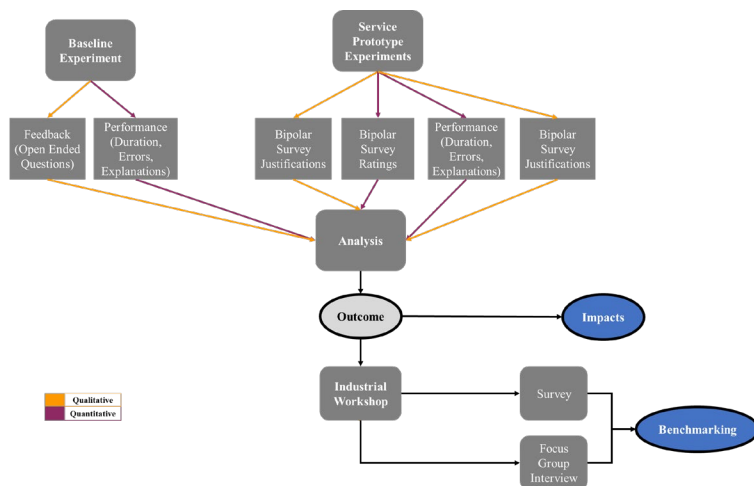 Baseline
Experiment
Service
Prototype
Experiments
Feedback
(Open Ended
Questions)
Performance
(Duration,
Errors,
Explanations)
Bipolar
Survey
Justifications
Bipolar
Survey
Ratings
Performance
(Duration,
Errors,
Explanations)
Bipolar
Survey
Justifications
Analysis
Outcome
Impacts
Industrial
Workshop
Survey
Qualitative
Quantitative
Benchmarking
Focus
Group
Interview